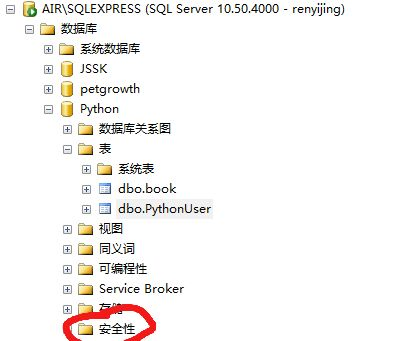 AIR\SQLEXPRESS (SQL Server 10.50.4000 - renyijing)
数据库
系统数据库
JSSK
petgrowth
Python
数据库关系图
表
系统表
dbo.book
dbo.PythonUser
视图
同义词
可编程性
Service Broker
存储
安全性